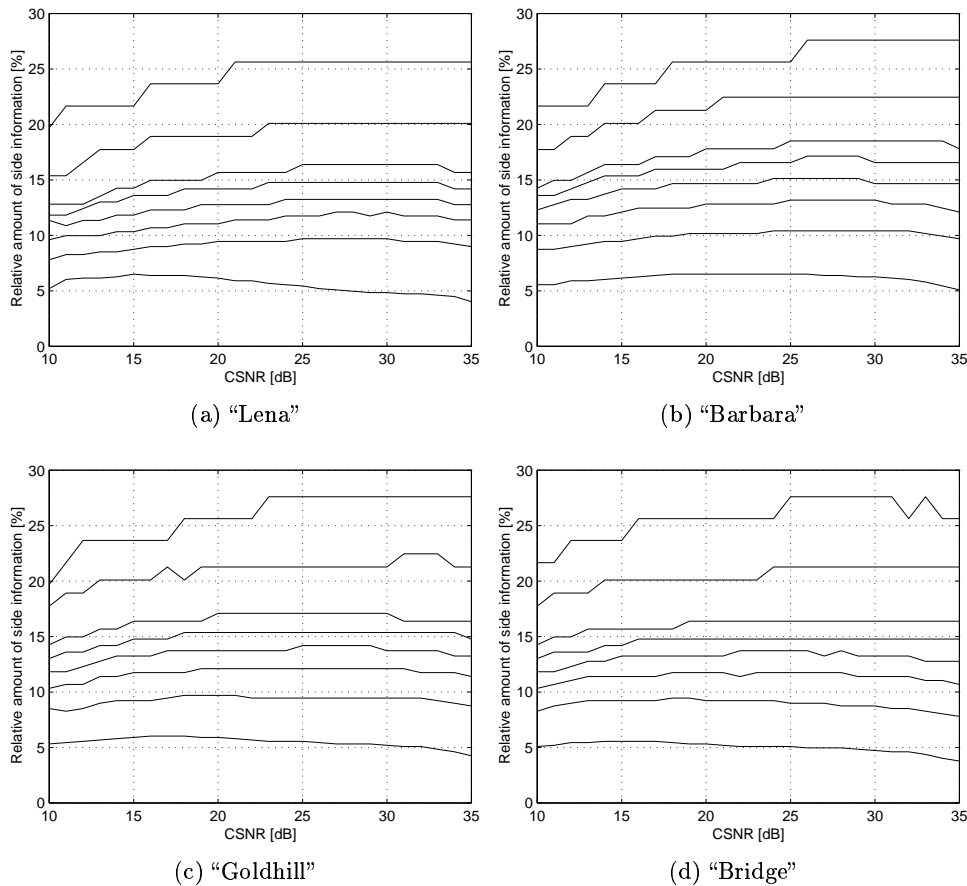 30
25
20
15
10
5
0
10 15 20 25 30 35
Relative amount of side information [%]
CSNR [dB]
(a) “Lena”
30
25
20
15
10
5
0
10 15 20 25 30 35
Relative amount of side information [%]
CSNR [dB]
(b) “Barbara”
30
25
20
15
10
5
0
10 15 20 25 30 35
Relative amount of side information [%]
CSNR [dB]
(c) “Goldhill”
30
25
20
15
10
5
0
10 15 20 25 30 35
Relative amount of side information [%]
CSNR [dB]
(d) “Bridge”